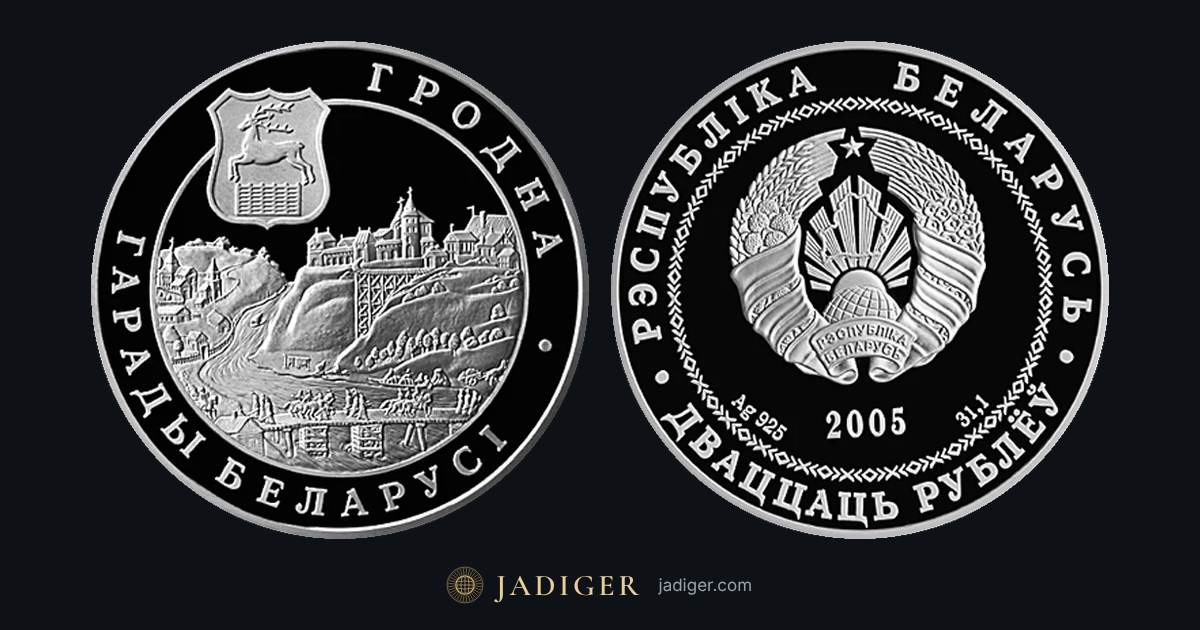 ГРОДНА
ГАРАДЫ БЕЛАРУСІ
РЭСПУБЛІКА БЕЛАРУСЬ
РЭСПУБЛІКА
БЕЛАРУСЬ
Ag 925
2005
31,1
ДВАЦЦАЦЬ РУБЛЁЎ
JADIGER
jadiger.com